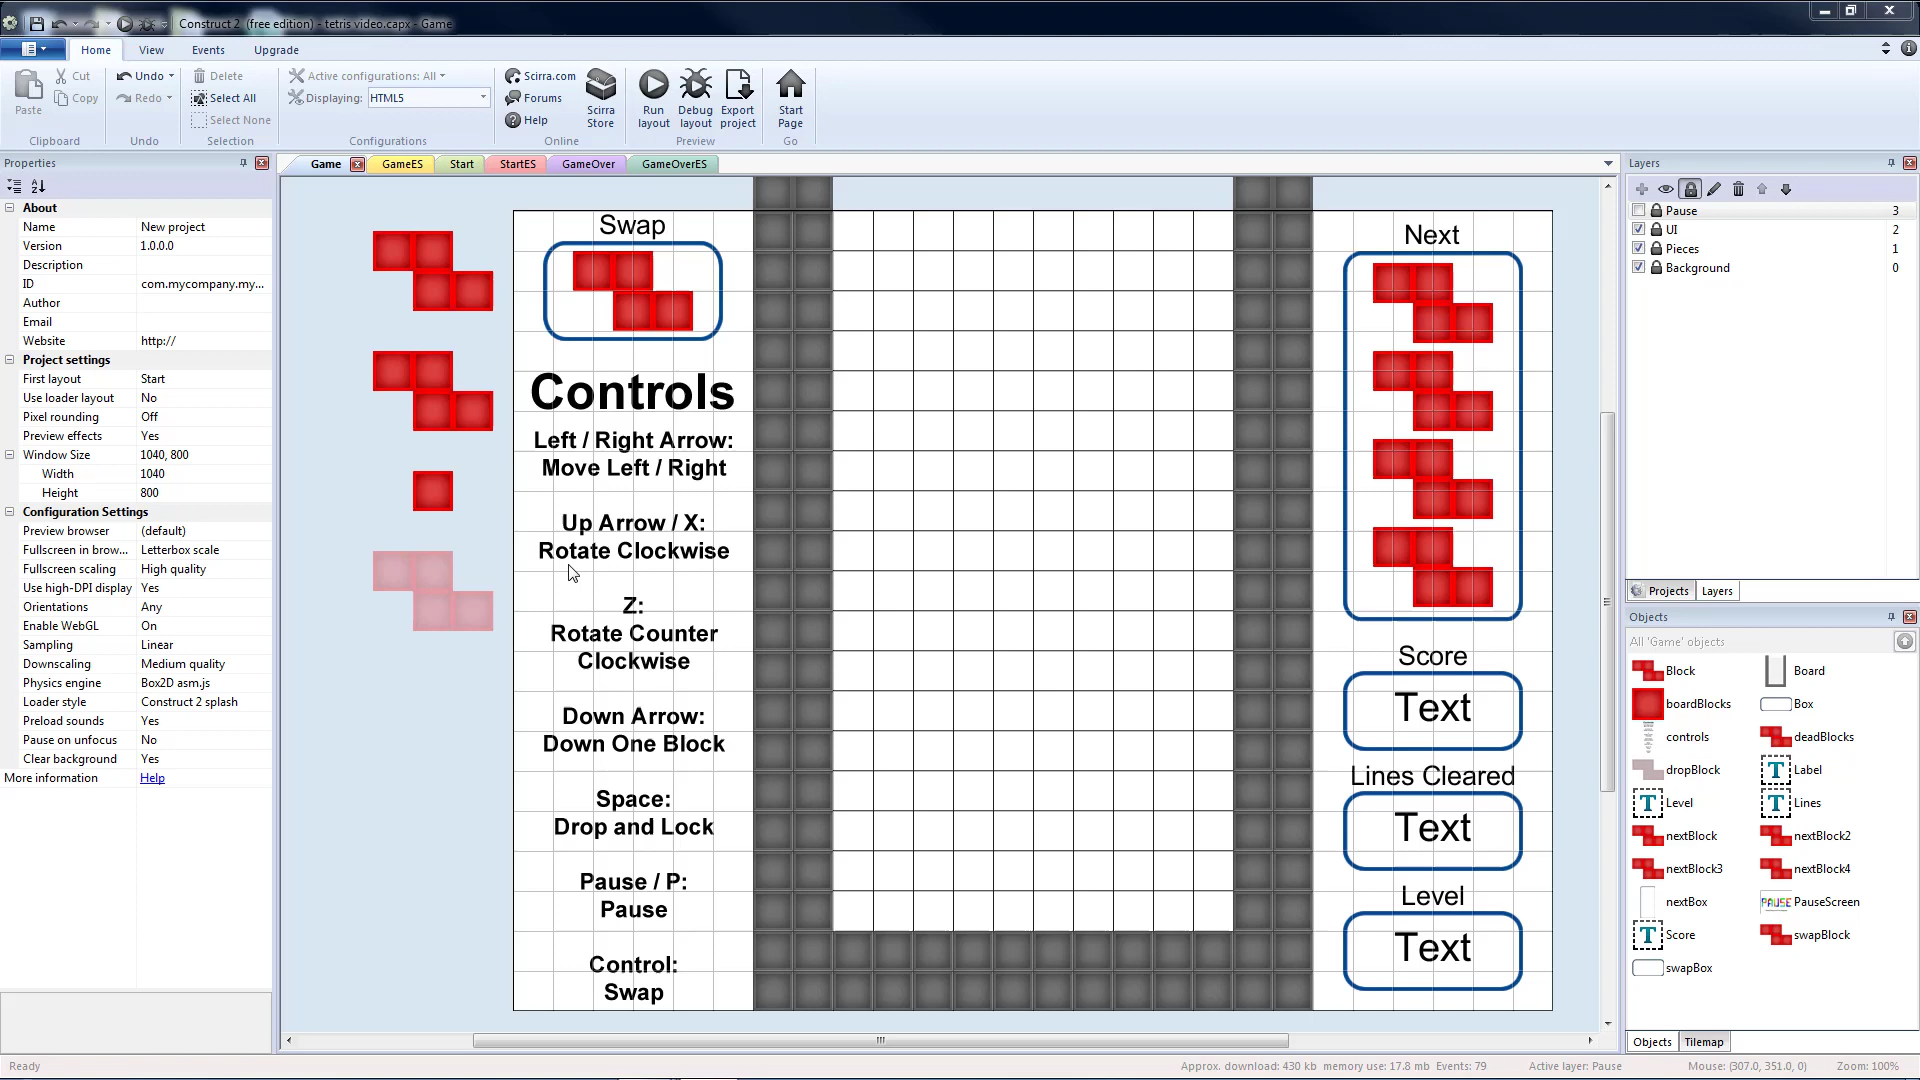 Construct 2 (free edition) - tetris video.capx - Game
Home
View
Events
Upgrade
Paste
Cut
Copy
Clipboard
Undo
Redo
Undo
Delete
Select All
Select None
Selection
Active configurations: All
Displaying: HTML5
Configurations
Scirra.com
Forums
Help
Scirra
Store
Online
Run
layout
Debug
layout
Export
project
Preview
Start
Page
Go
Properties
Game
GameES
Start
StartES
GameOver
GameOverES
Layers
About
Name New project
Version 1.0.0.0
Description
ID com.mycompany.my...
Author
Email
Website http://
Project settings
First layout Start
Use loader layout No
Pixel rounding Off
Preview effects Yes
Window Size 1040, 800
Width 1040
Height 800
Configuration Settings
Preview browser (default)
Fullscreen in brow... Letterbox scale
Fullscreen scaling High quality
Use high-DPI display Yes
Orientations Any
Enable WebGL On
Sampling Linear
Downscaling Medium quality
Physics engine Box2D asm.js
Loader style Construct 2 splash
Preload sounds Yes
Pause on unfocus No
Clear background Yes
More information Help
Swap
Controls
Left / Right Arrow:
Move Left / Right
Up Arrow / X:
Rotate Clockwise
Z:
Rotate Counter
Clockwise
Down Arrow:
Down One Block
Space:
Drop and Lock
Pause / P:
Pause
Control:
Swap
Next
Score
Text
Lines Cleared
Text
Level
Text
Pause 3
UI 2
Pieces 1
Background 0
Projects
Layers
Objects
All 'Game' objects
Block
Board
boardBlocks
Box
controls
deadBlocks
dropBlock
T Label
T Level
T Lines
nextBlock
nextBlock2
nextBlock3
nextBlock4
nextBox
PAUSE PauseScreen
T Score
swapBlock
swapBox
Objects
Tilemap
Ready
Approx. download: 430 kb memory use: 17.8 mb Events: 79
Active layer: Pause
Mouse: (307.0, 351.0, 0)
Zoom: 100%